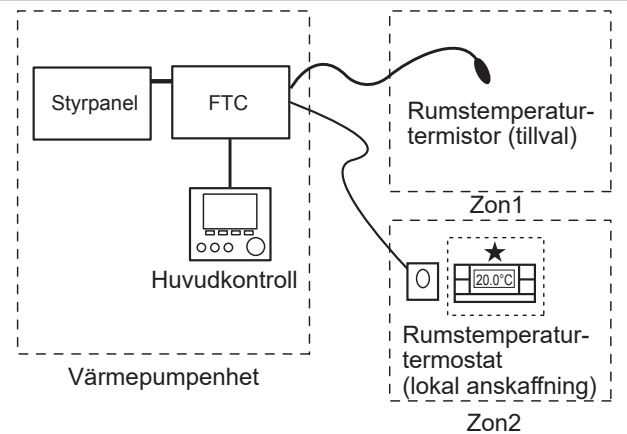 Styrpanel
FTC
Huvudkontroll
Värmepumpenhet
Rumstemperatur-
termistor (tillval)
Zon1
20.0°C
Rumstemperatur-
termostat
(lokal anskaffning)
Zon2